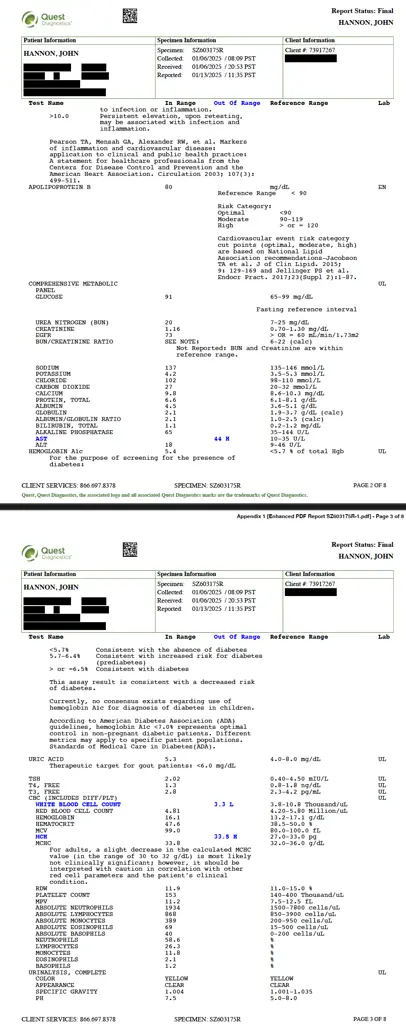 Quest
Diagnostics
Report Status: Final
HANNON, JOHN
Patient Information Specimen Information Client Information
HANNON, JOHN
Specimen: SZ603175R
Collected: 01/06/2025 / 08:09 PST
Received: 01/06/2025 / 20:53 PST
Reported: 01/13/2025 / 11:35 PST
Client #: 73917267
Test Name In Range Out Of Range Reference Range Lab
to infection or inflammation.
>10.0 Persistent elevation, upon retesting,
may be associated with infection and
inflammation.
Pearson TA, Mensah GA, Alexander RW, et al. Markers
of inflammation and cardiovascular disease:
application to clinical and public health practice:
A statement for healthcare professionals from the
Centers for Disease Control and Prevention and the
American Heart Association. Circulation 2003; 107(3):
499-511.
APOLIPOPROTEIN B 80 mg/dL EN
Reference Range < 90
Risk Category:
Optimal <90
Moderate 90-119
High > or = 120
Cardiovascular event risk category
cut points (optimal, moderate, high)
are based on National Lipid
Association recommendations-Jacobson
TA et al. J of Clin Lipid. 2015;
9: 129-169 and Jellinger PS et al.
Endocr Pract. 2017;23(Suppl 2):1-87.
COMPREHENSIVE METABOLIC UL
PANEL
GLUCOSE 91 65-99 mg/dL
Fasting reference interval
UREA NITROGEN (BUN) 20 7-25 mg/dL
CREATININE 1.16 0.70-1.30 mg/dL
EGFR 73 > OR = 60 mL/min/1.73m2
BUN/CREATININE RATIO SEE NOTE: 6-22 (calc)
Not Reported: BUN and Creatinine are within
reference range.
SODIUM 137 135-146 mmol/L
POTASSIUM 4.2 3.5-5.3 mmol/L
CHLORIDE 102 98-110 mmol/L
CARBON DIOXIDE 27 20-32 mmol/L
CALCIUM 9.8 8.6-10.3 mg/dL
PROTEIN, TOTAL 6.6 6.1-8.1 g/dL
ALBUMIN 4.5 3.6-5.1 g/dL
GLOBULIN 2.1 1.9-3.7 g/dL (calc)
ALBUMIN/GLOBULIN RATIO 2.1 1.0-2.5 (calc)
BILIRUBIN, TOTAL 1.1 0.2-1.2 mg/dL
ALKALINE PHOSPHATASE 65 35-144 U/L
AST 44 H 10-35 U/L
ALT 18 9-46 U/L
HEMOGLOBIN A1c 5.4 <5.7 % of total Hgb UL
For the purpose of screening for the presence of
diabetes:
CLIENT SERVICES: 866.697.8378 SPECIMEN: SZ603175R PAGE 2 OF 8
Quest, Quest Diagnostics, the associated logo and all associated Quest Diagnostics marks are the trademarks of Quest Diagnostics.
Appendix 1 [Enhanced PDF Report SZ603175R-1.pdf] - Page 3 of 8
Quest
Diagnostics
Report Status: Final
HANNON, JOHN
Patient Information Specimen Information Client Information
HANNON, JOHN
Specimen: SZ603175R
Collected: 01/06/2025 / 08:09 PST
Received: 01/06/2025 / 20:53 PST
Reported: 01/13/2025 / 11:35 PST
Client #: 73917267
Test Name In Range Out Of Range Reference Range Lab
<5.7% Consistent with the absence of diabetes
5.7-6.4% Consistent with increased risk for diabetes
(prediabetes)
> or =6.5% Consistent with diabetes
This assay result is consistent with a decreased risk
of diabetes.
Currently, no consensus exists regarding use of
hemoglobin A1c for diagnosis of diabetes in children.
According to American Diabetes Association (ADA)
guidelines, hemoglobin A1c <7.0% represents optimal
control in non-pregnant diabetic patients. Different
metrics may apply to specific patient populations.
Standards of Medical Care in Diabetes(ADA).
URIC ACID 5.3 4.0-8.0 mg/dL UL
Therapeutic target for gout patients: <6.0 mg/dL
TSH 2.02 0.40-4.50 mIU/L UL
T4, FREE 1.3 0.8-1.8 ng/dL UL
T3, FREE 2.8 2.3-4.2 pg/mL UL
CBC (INCLUDES DIFF/PLT) UL
WHITE BLOOD CELL COUNT 3.3 L 3.8-10.8 Thousand/uL
RED BLOOD CELL COUNT 4.81 4.20-5.80 Million/uL
HEMOGLOBIN 16.1 13.2-17.1 g/dL
HEMATOCRIT 47.6 38.5-50.0 %
MCV 99.0 80.0-100.0 fL
MCH 33.5 H 27.0-33.0 pg
MCHC 33.8 32.0-36.0 g/dL
For adults, a slight decrease in the calculated MCHC
value (in the range of 30 to 32 g/dL) is most likely
not clinically significant; however, it should be
interpreted with caution in correlation with other
red cell parameters and the patient's clinical
condition.
RDW 11.9 11.0-15.0 %
PLATELET COUNT 153 140-400 Thousand/uL
MPV 11.2 7.5-12.5 fL
ABSOLUTE NEUTROPHILS 1934 1500-7800 cells/uL
ABSOLUTE LYMPHOCYTES 868 850-3900 cells/uL
ABSOLUTE MONOCYTES 389 200-950 cells/uL
ABSOLUTE EOSINOPHILS 69 15-500 cells/uL
ABSOLUTE BASOPHILS 40 0-200 cells/uL
NEUTROPHILS 58.6 %
LYMPHOCYTES 26.3 %
MONOCYTES 11.8 %
EOSINOPHILS 2.1 %
BASOPHILS 1.2 %
URINALYSIS, COMPLETE UL
COLOR YELLOW YELLOW
APPEARANCE CLEAR CLEAR
SPECIFIC GRAVITY 1.004 1.001-1.035
PH 7.5 5.0-8.0
CLIENT SERVICES: 866.697.8378 SPECIMEN: SZ603175R PAGE 3 OF 8